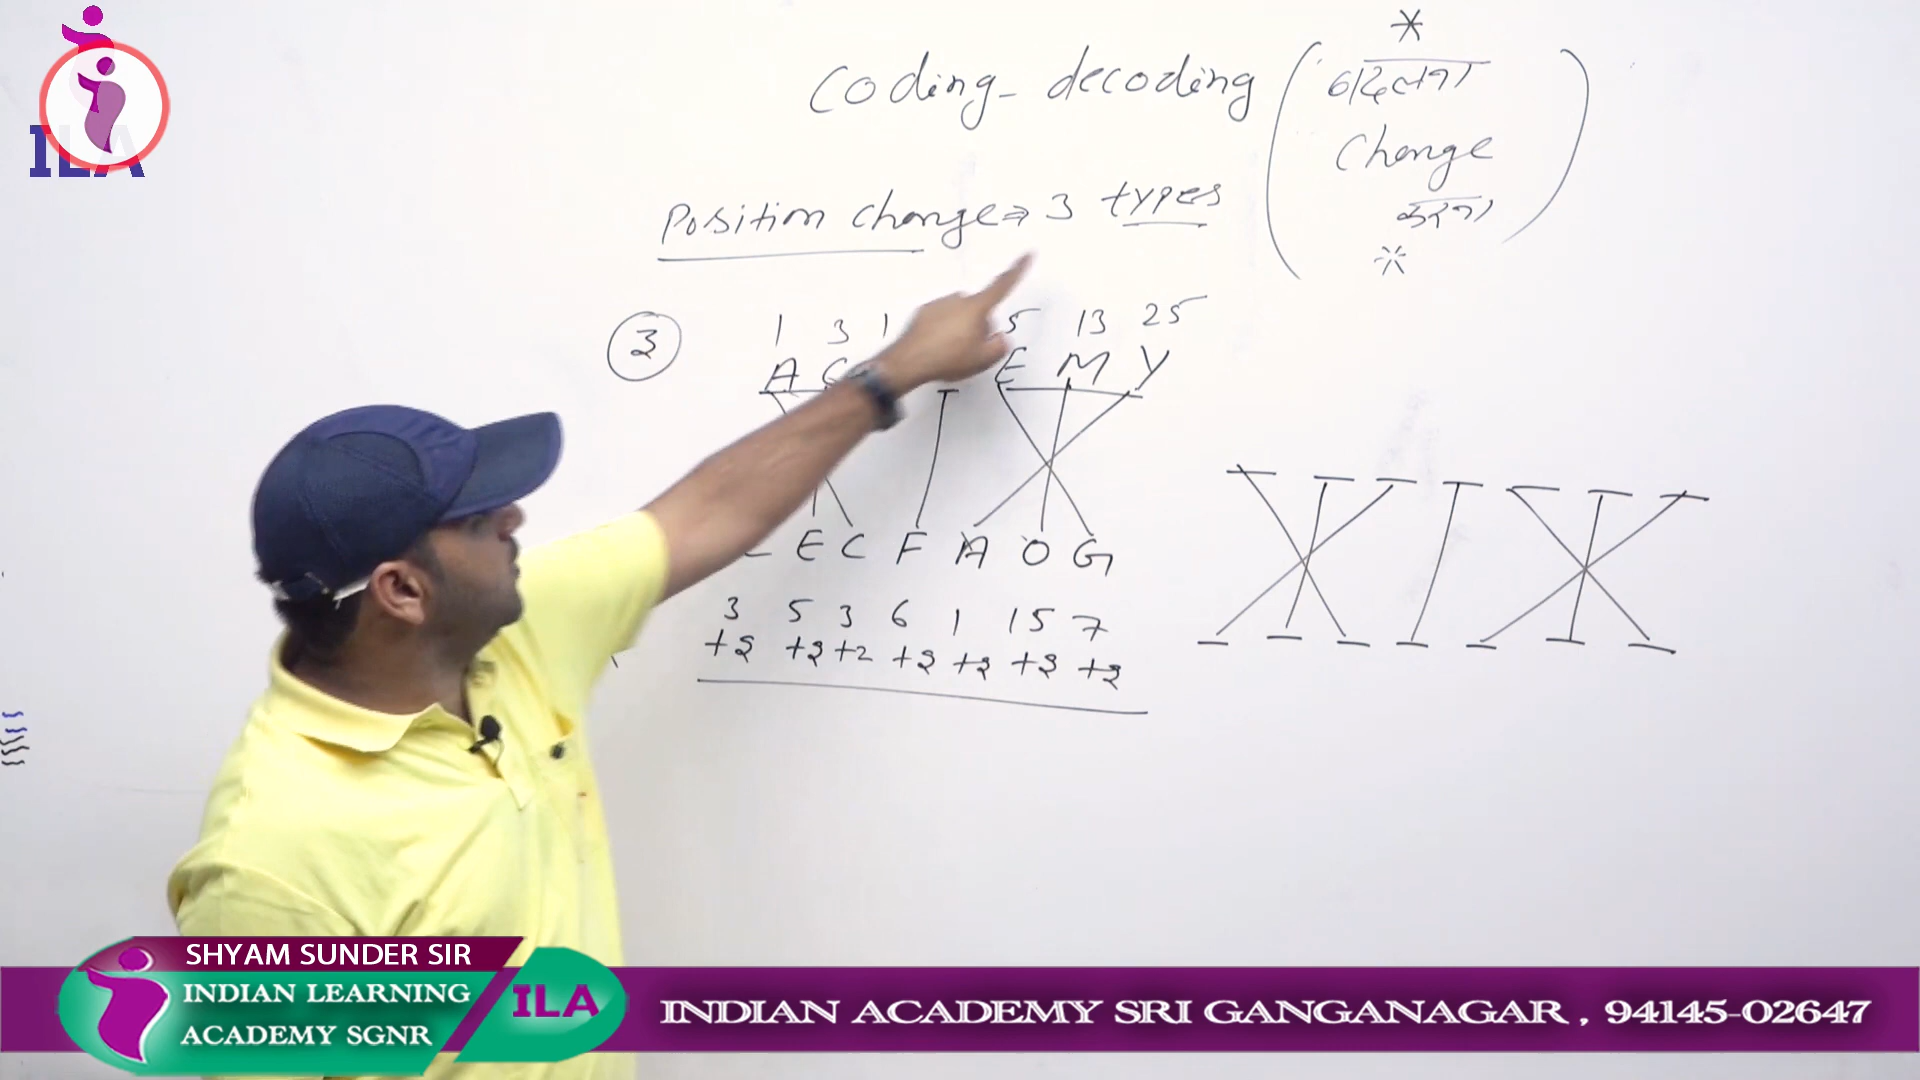 Coding - decoding
Position change ⇒ 3 types
Change
करना
3
1 3 1 5 13 25
A C E M Y
E C F A O G
3 5 3 6 1 15 7
+2 +2 +2 +2 +2 +2 +2
ILA
SHYAM SUNDER SIR
INDIAN LEARNING
ACADEMY SGNR
ILA
INDIAN ACADEMY SRI GANGANAGAR , 94145-02647